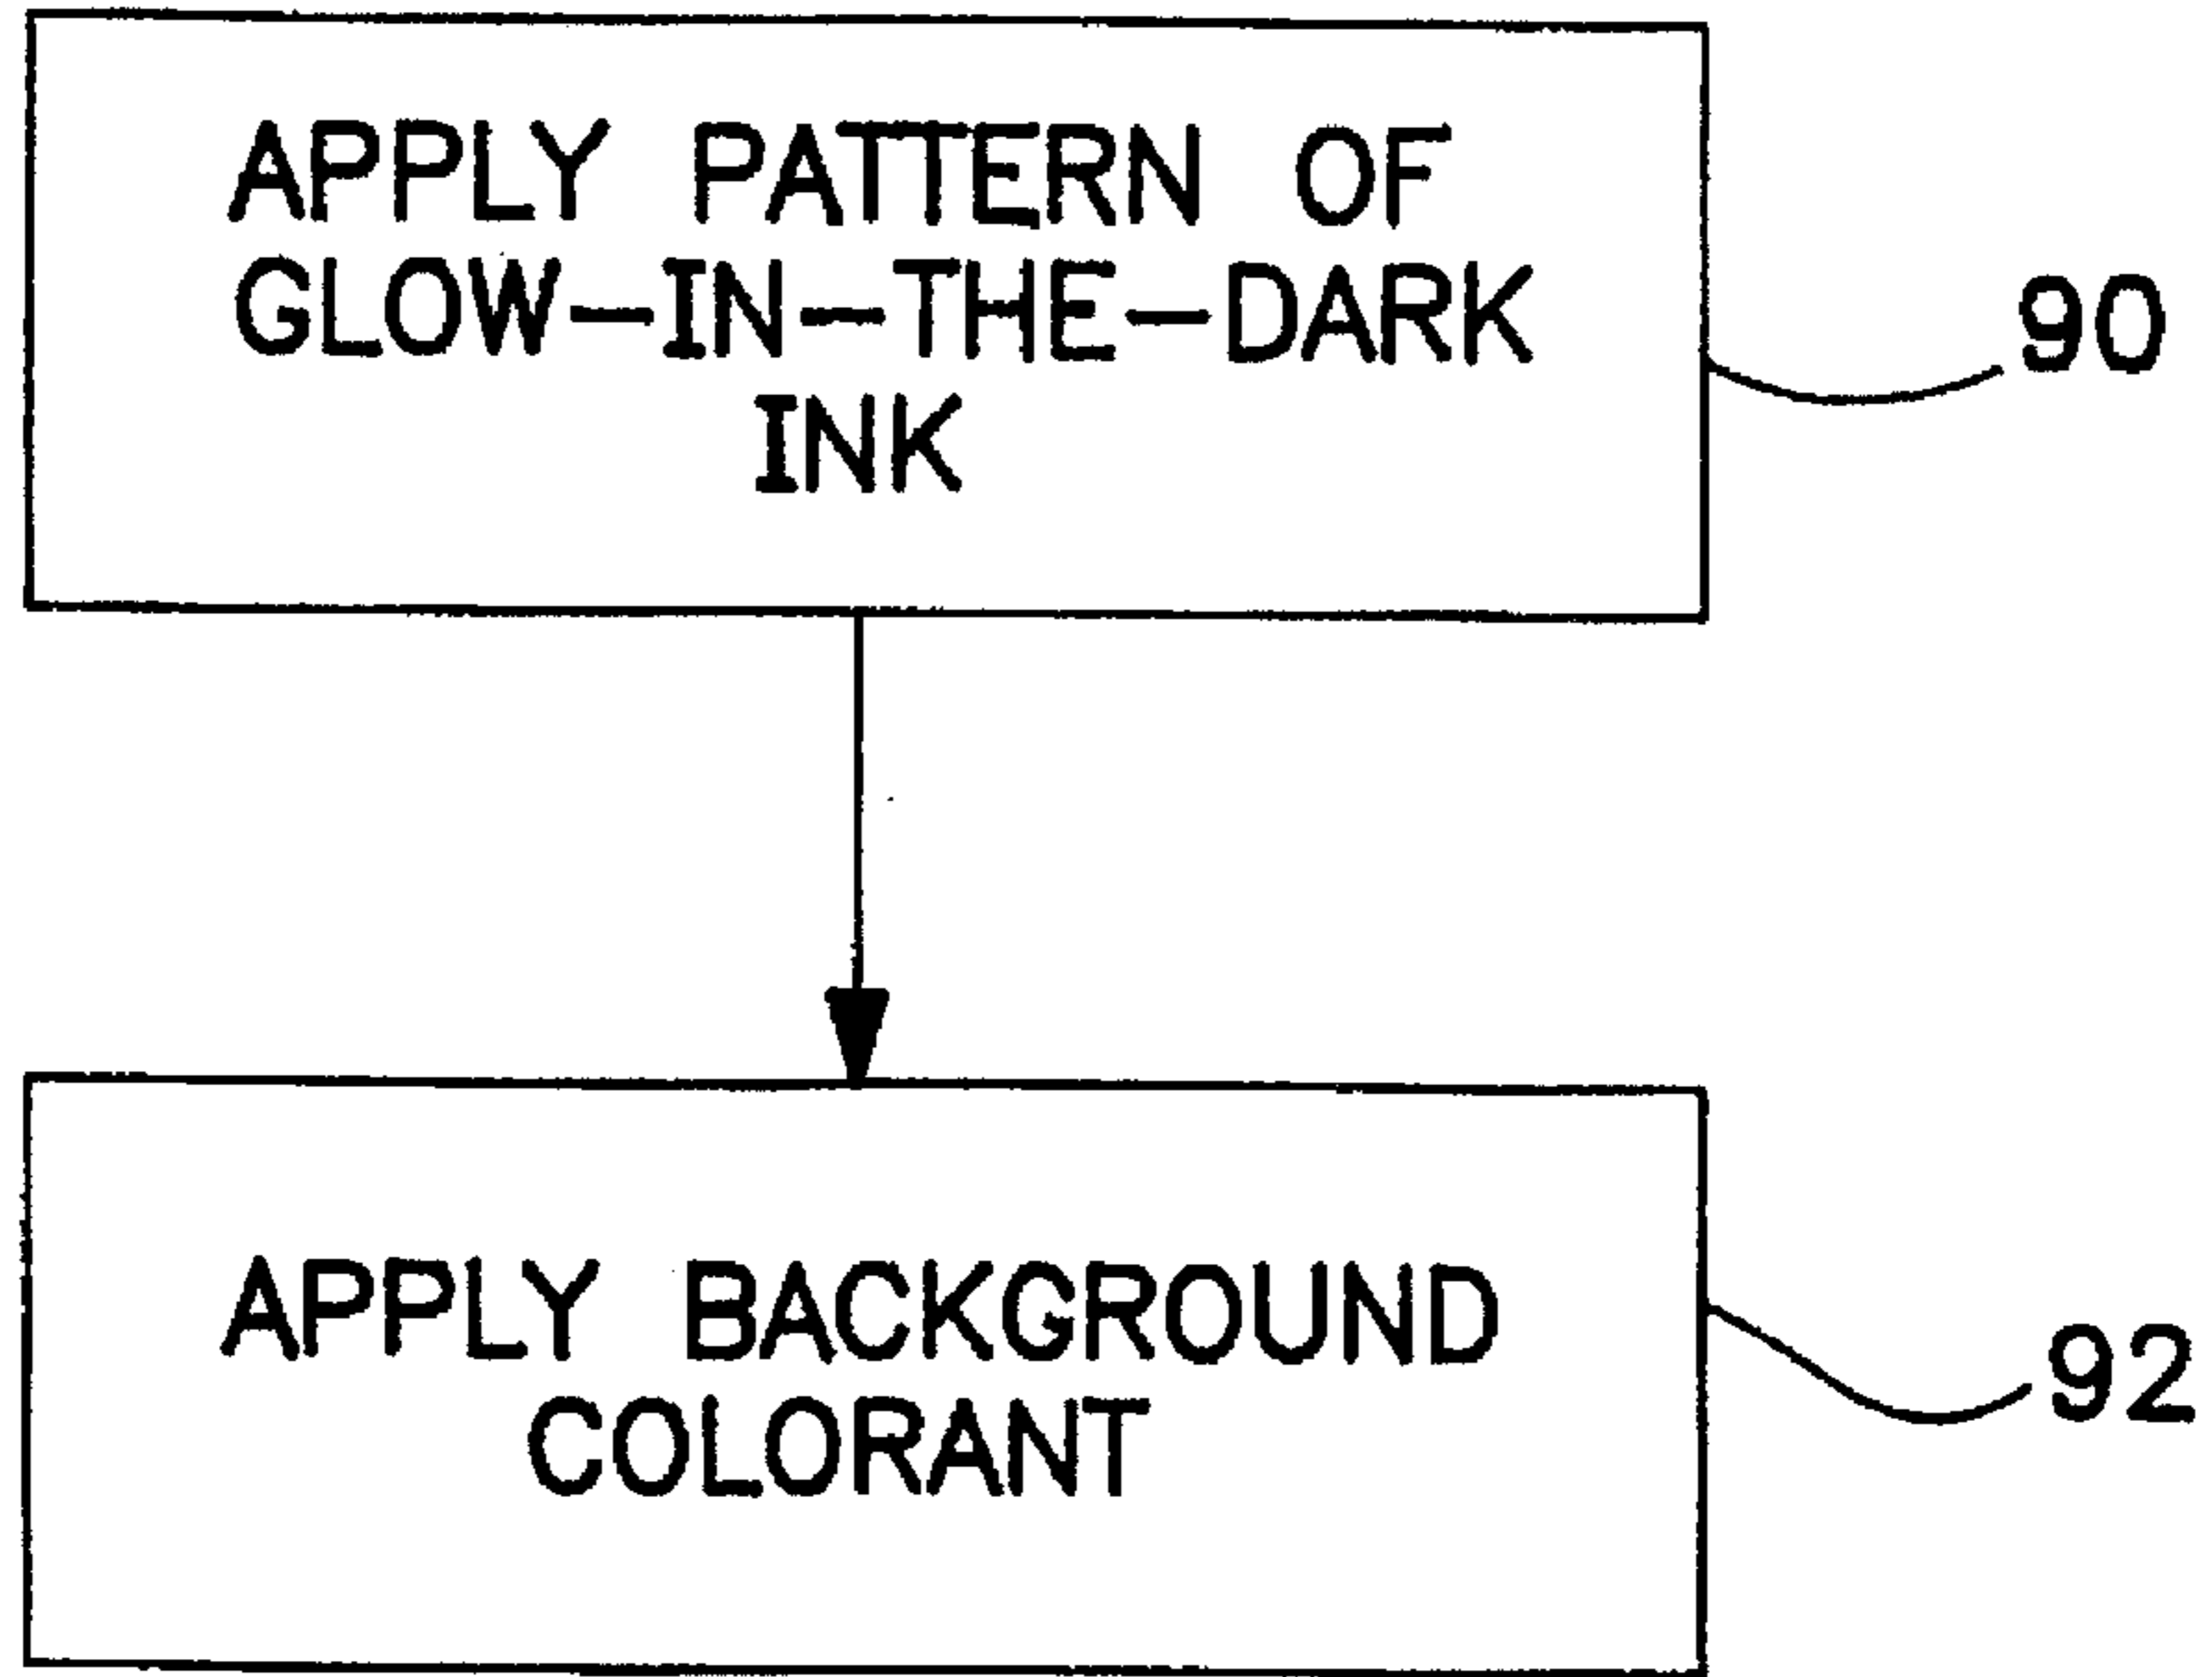 APPLY PATTERN OF
GLOW-IN-THE-DARK
INK
90
APPLY BACKGROUND
COLORANT
92